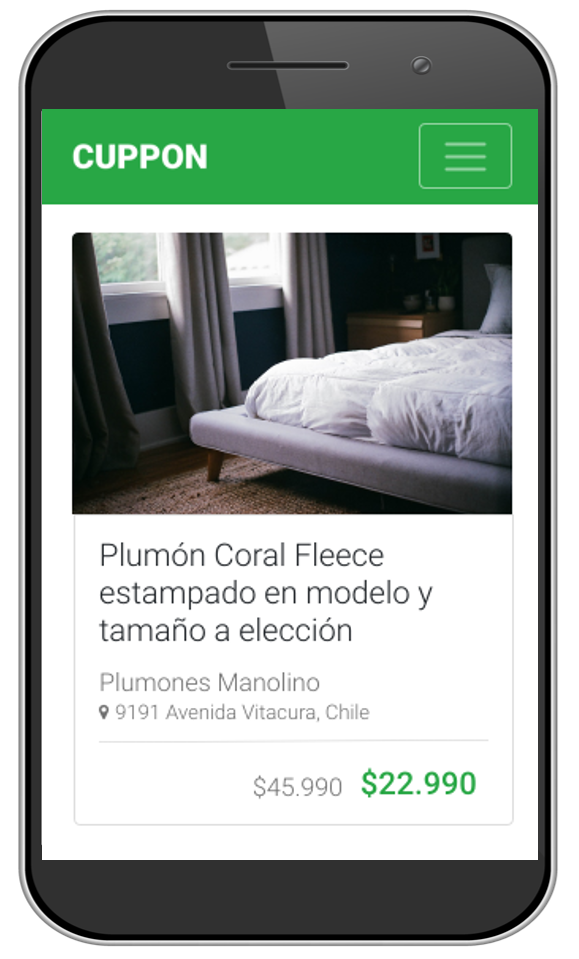 CUPPON
Plumón Coral Fleece
estampado en modelo y
tamaño a elección
Plumones Manolino
9191 Avenida Vitacura, Chile
$45.990 $22.990